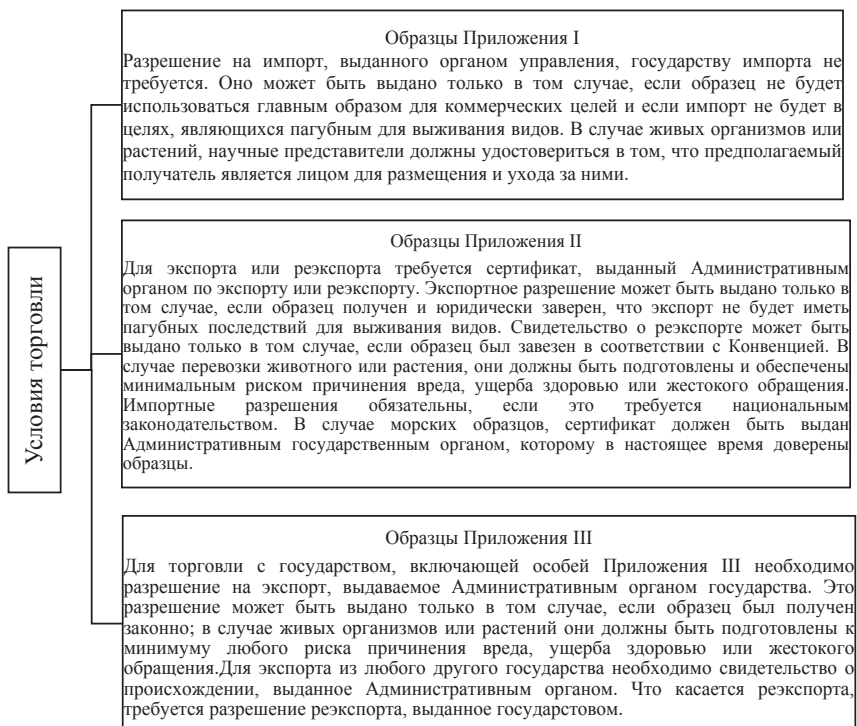 Условия торговли
Образцы Приложения I
Разрешение на импорт, выданного органом управления, государству импорта не
требуется. Оно может быть выдано только в том случае, если образец не будет
использоваться главным образом для коммерческих целей и если импорт не будет в
целях, являющихся пагубным для выживания видов. В случае живых организмов или
растений, научные представители должны удостовериться в том, что предполагаемый
получатель является лицом для размещения и ухода за ними.
Образцы Приложения II
Для экспорта или реэкспорта требуется сертификат, выданный Административным
органом по экспорту или реэкспорту. Экспортное разрешение может быть выдано только в
том случае, если образец получен и юридически заверен, что экспорт не будет иметь
пагубных последствий для выживания видов. Свидетельство о реэкспорте может быть
выдано только в том случае, если образец был завезен в соответствии с Конвенцией. В
случае перевозки животного или растения, они должны быть подготовлены и обеспечены
минимальным риском причинения вреда, ущерба здоровью или жестокого обращения.
Импортные разрешения обязательны, если это требуется национальным
законодательством. В случае морских образцов, сертификат должен быть выдан
Административным государственным органом, которому в настоящее время доверены
образцы.
Образцы Приложения III
Для торговли с государством, включающей особей Приложения III необходимо
разрешение на экспорт, выдаваемое Административным органом государства. Это
разрешение может быть выдано только в том случае, если образец был получен
законно; в случае живых организмов или растений они должны быть подготовлены к
минимуму любого риска причинения вреда, ущерба здоровью или жестокого
обращения.Для экспорта из любого другого государства необходимо свидетельство о
происхождении, выданное Административным органом. Что касается реэкспорта,
требуется разрешение реэкспорта, выданное государстовом.